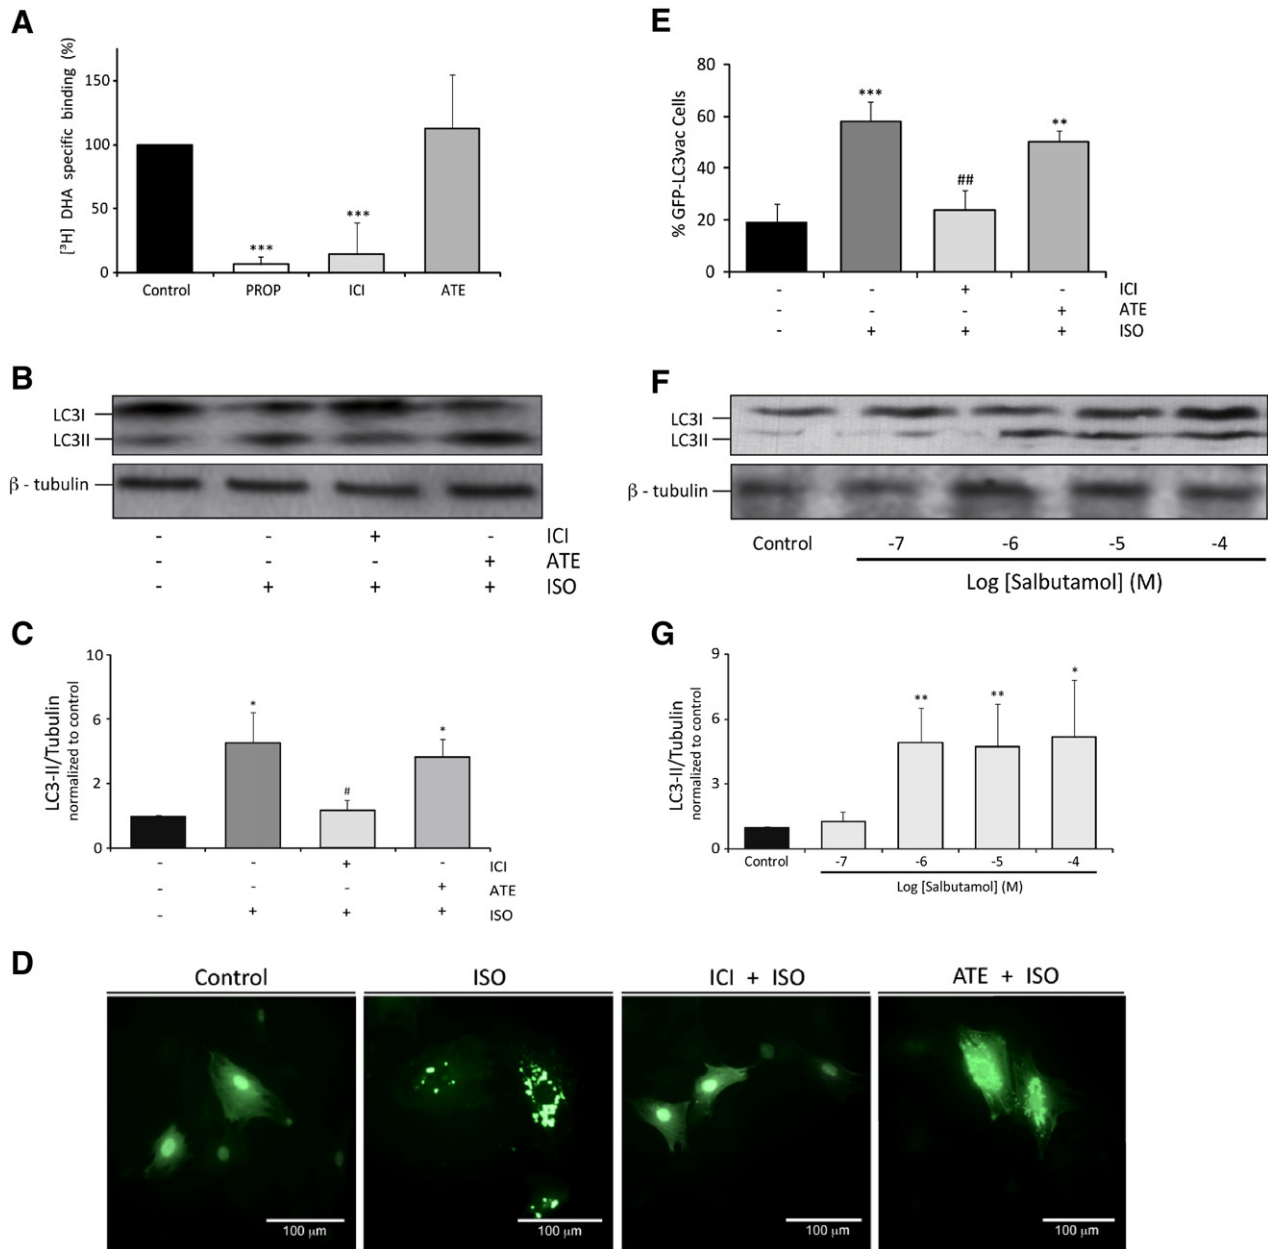 A
[³H] DHA specific binding (%)
150
100
50
0
Control PROP ICI ATE
***
***
B
LC3I
LC3II
β - tubulin
- - + - ICI
- - - + ATE
- + + + ISO
C
LC3-II/Tubulin
normalized to control
10
6
2
0
*
#
*
- - + - ICI
- - - + ATE
- + + + ISO
D
Control ISO ICI + ISO ATE + ISO
100 μm 100 μm 100 μm 100 μm
E
% GFP-LC3vac Cells
80
60
40
20
0
***
##
**
- - + - ICI
- - - + ATE
- + + + ISO
F
LC3I
LC3II
β - tubulin
Control -7 -6 -5 -4
Log [Salbutamol] (M)
G
LC3-II/Tubulin
normalized to control
9
6
3
0
** ** *
Control -7 -6 -5 -4
Log [Salbutamol] (M)